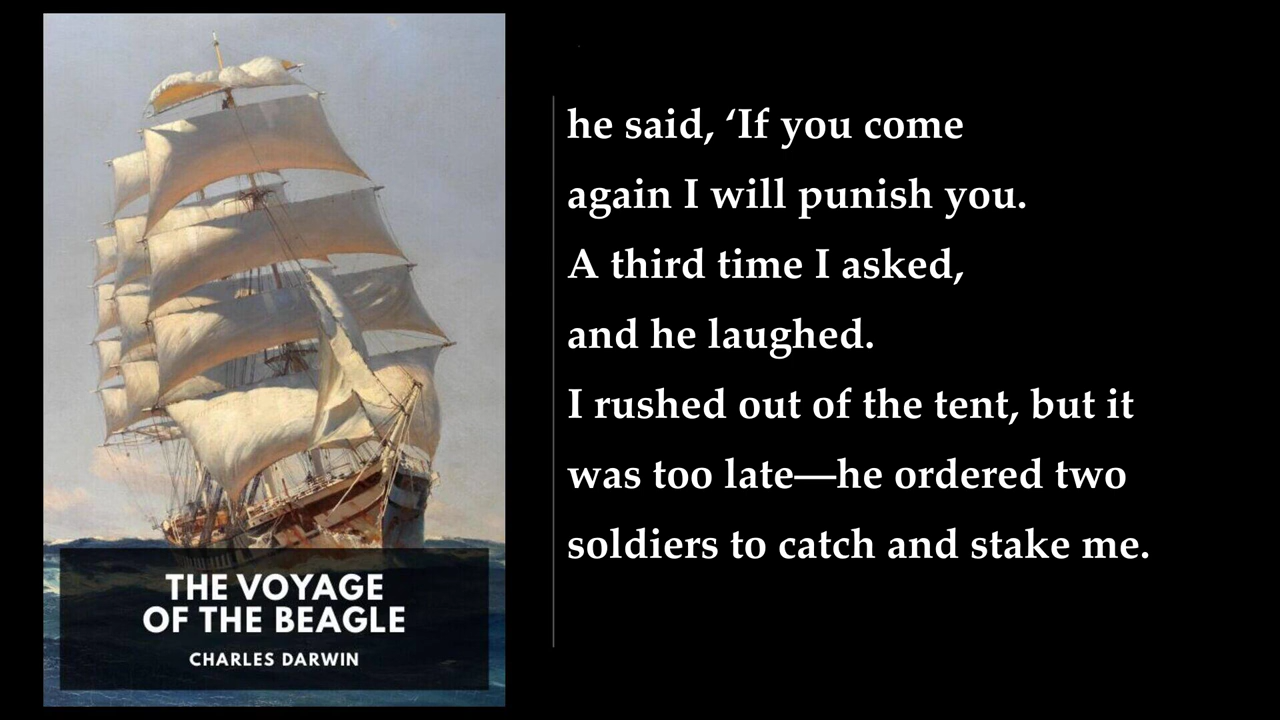 THE VOYAGE
OF THE BEAGLE
CHARLES DARWIN
he said, ‘If you come
again I will punish you.
A third time I asked,
and he laughed.
I rushed out of the tent, but it
was too late—he ordered two
soldiers to catch and stake me.